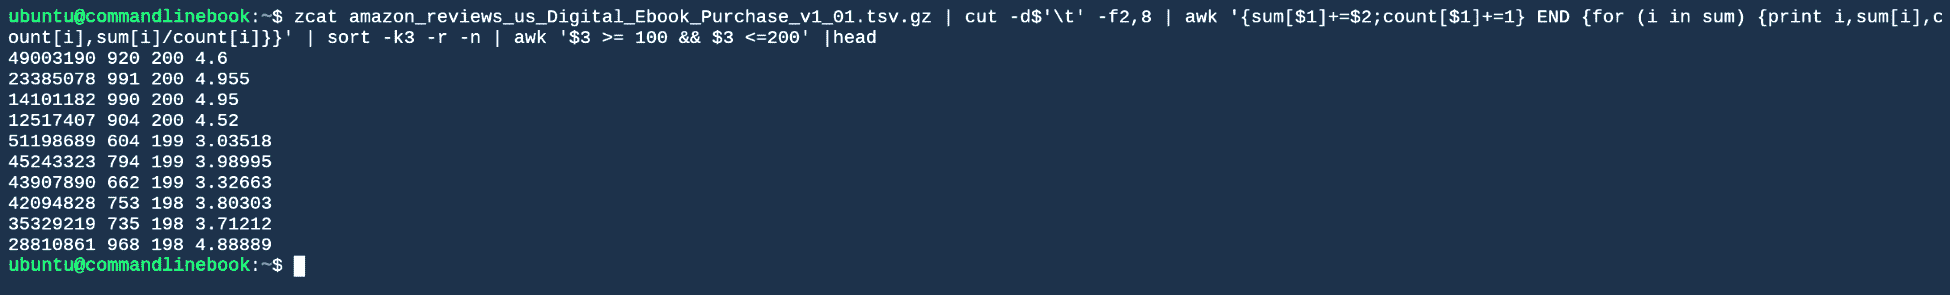 ubuntu@commandlinebook:~$ zcat amazon_reviews_us_Digital_Ebook_Purchase_v1_01.tsv.gz | cut -d$'\t' -f2,8 | awk '{sum[$1]+=$2;count[$1]+=1} END {for (i in sum) {print i,sum[i],c
ount[i],sum[i]/count[i]}}' | sort -k3 -r -n | awk '$3 >= 100 && $3 <=200' |head
49003190 920 200 4.6
23385078 991 200 4.955
14101182 990 200 4.95
12517407 904 200 4.52
51198689 604 199 3.03518
45243323 794 199 3.98995
43907890 662 199 3.32663
42094828 753 198 3.80303
35329219 735 198 3.71212
28810861 968 198 4.88889
ubuntu@commandlinebook:~$